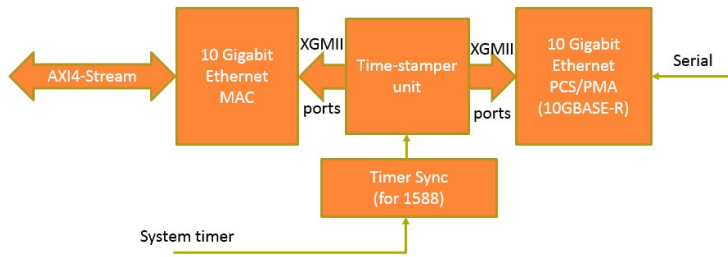 AXI4-Stream
10 Gigabit
Ethernet
MAC
XGMII
ports
Time-stamper
unit
XGMII
ports
10 Gigabit
Ethernet
PCS/PMA
(10GBASE-R)
Serial
Timer Sync
(for 1588)
System timer